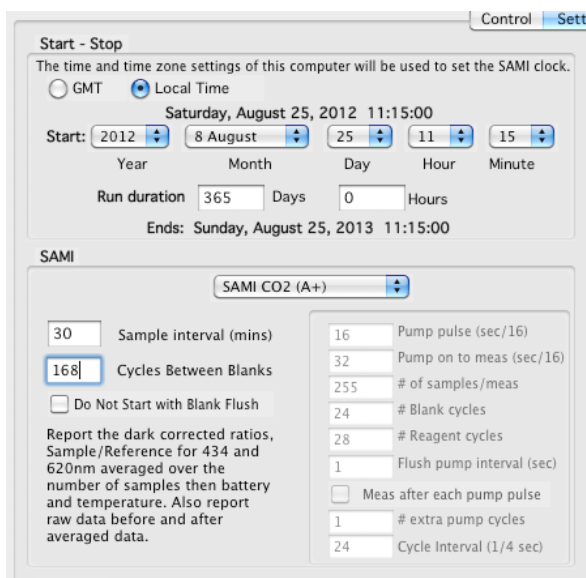 Control Sett
Start - Stop
The time and time zone settings of this computer will be used to set the SAMI clock.
GMT Local Time
Saturday, August 25, 2012 11:15:00
Start: 2012 8 August 25 11 15
Year Month Day Hour Minute
Run duration 365 Days 0 Hours
Ends: Sunday, August 25, 2013 11:15:00
SAMI
SAMI CO2 (A+)
30 Sample interval (mins)
168 Cycles Between Blanks
Do Not Start with Blank Flush
Report the dark corrected ratios,
Sample/Reference for 434 and
620nm averaged over the
number of samples then battery
and temperature. Also report
raw data before and after
averaged data.
16 Pump pulse (sec/16)
32 Pump on to meas (sec/16)
255 # of samples/meas
24 # Blank cycles
28 # Reagent cycles
1 Flush pump interval (sec)
Meas after each pump pulse
1 # extra pump cycles
24 Cycle Interval (1/4 sec)